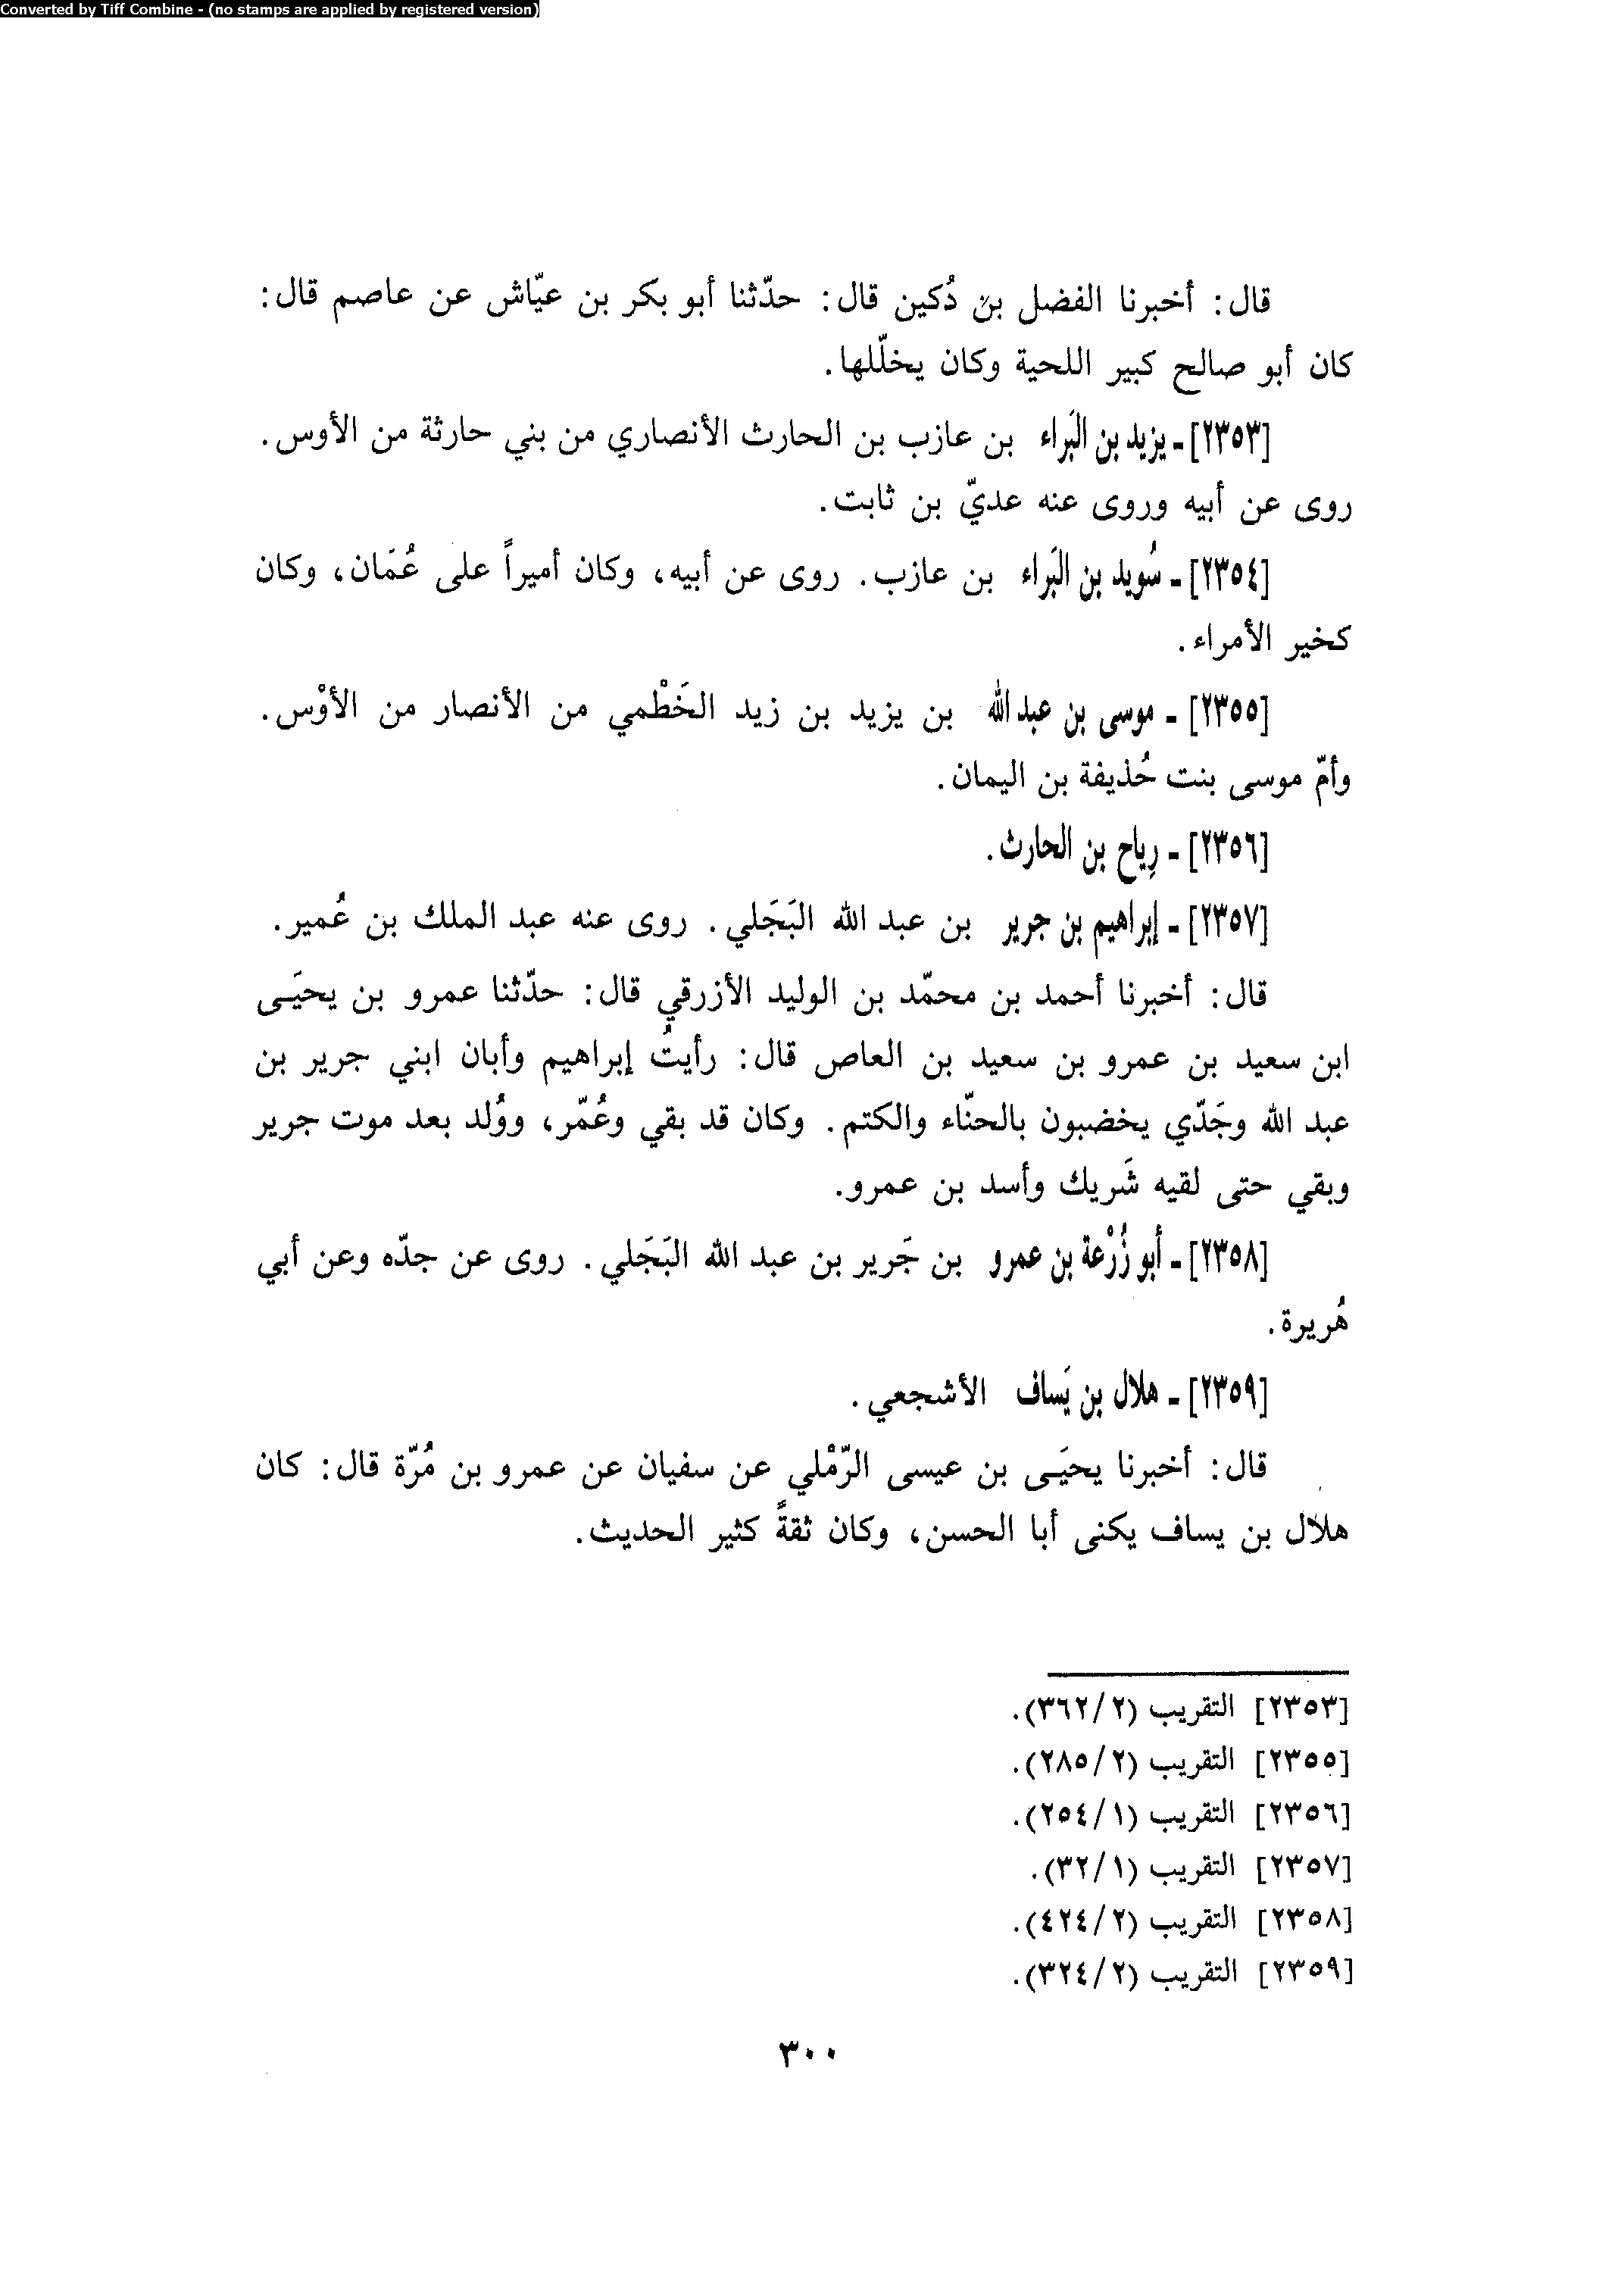 Converted by Tiff Combine - (no stamps are applied by registered version)
قال: أخبرنا الفضل بن دُكين قال: حدّثنا أبو بكر بن عيّاش عن عاصم قال:
كان أبو صالح كبير اللحية وكان يخلّلها.
[٢٣٥٣] ـ يزيد بن البَراء بن عازب بن الحارث الأنصاري من بني حارثة من الأوس.
روى عن أبيه وروى عنه عديّ بن ثابت.
[٢٣٥٤] ـ سُويد بن البَراء بن عازب. روى عن أبيه، وكان أميراً على عُمَان، وكان
كخير الأمراء.
[٢٣٥٥] ـ موسى بن عبد الله بن يزيد بن زيد الخَطْمي من الأنصار من الأوْس.
وأمّ موسى بنت حُذيفة بن اليمان.
[٢٣٥٦] ـ رِياح بن الحارث.
[٢٣٥٧] ـ إبراهيم بن جرير بن عبد الله البَجَلي. روى عنه عبد الملك بن عُمير.
قال: أخبرنا أحمد بن محمّد بن الوليد الأزرقي قال: حدّثنا عمرو بن يحيَى
ابن سعيد بن عمرو بن سعيد بن العاص قال: رأيتُ إبراهيم وأبان ابني جرير بن
عبد الله وجَدّي يخضبون بالحنّاء والكتم. وكان قد بقي وعُمّر، ووُلد بعد موت جرير
وبقي حتى لقيه شَريك وأسد بن عمرو.
[٢٣٥٨] ـ أبو زُرْعة بن عمرو بن جَرير بن عبد الله البَجَلي. روى عن جدّه وعن أبي
هُريرة.
[٢٣٥٩] ـ هلال بن يَساف الأشجعي.
قال: أخبرنا يحيَى بن عيسى الرّمْلي عن سفيان عن عمرو بن مُرّة قال: كان
هلال بن يساف يكنى أبا الحسن، وكان ثقةً كثير الحديث.
[٢٣٥٣] التقريب (٢/٣٦٢).
[٢٣٥٥] التقريب (٢/٢٨٥).
[٢٣٥٦] التقريب (١/٢٥٤).
[٢٣٥٧] التقريب (١/٣٢).
[٢٣٥٨] التقريب (٢/٤٢٤).
[٢٣٥٩] التقريب (٢/٣٢٤).
٣٠٠